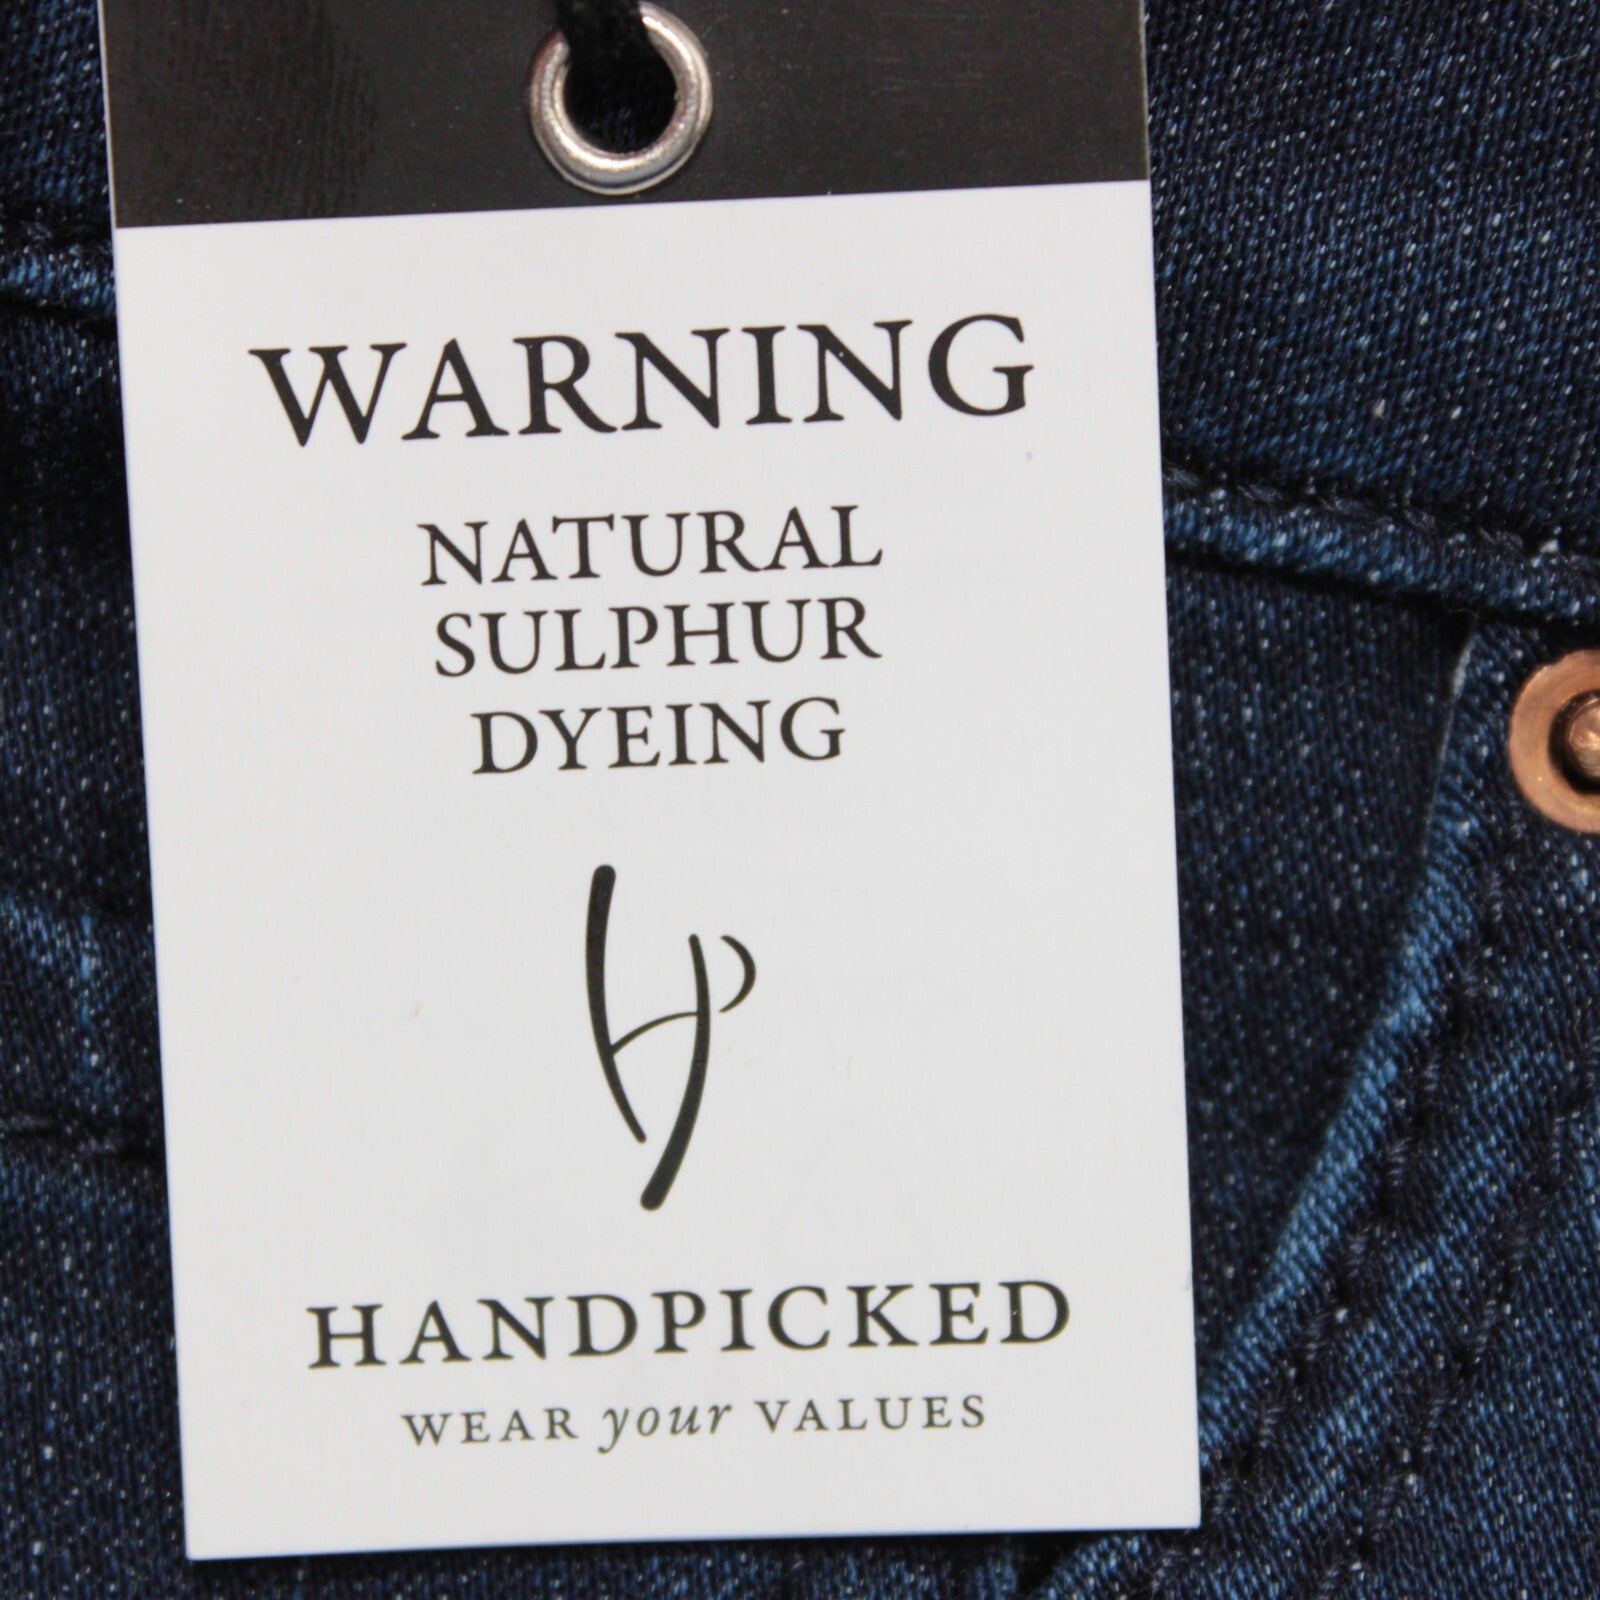 WARNING
NATURAL
SULPHUR
DYEING
HANDPICKED
WEAR your VALUES